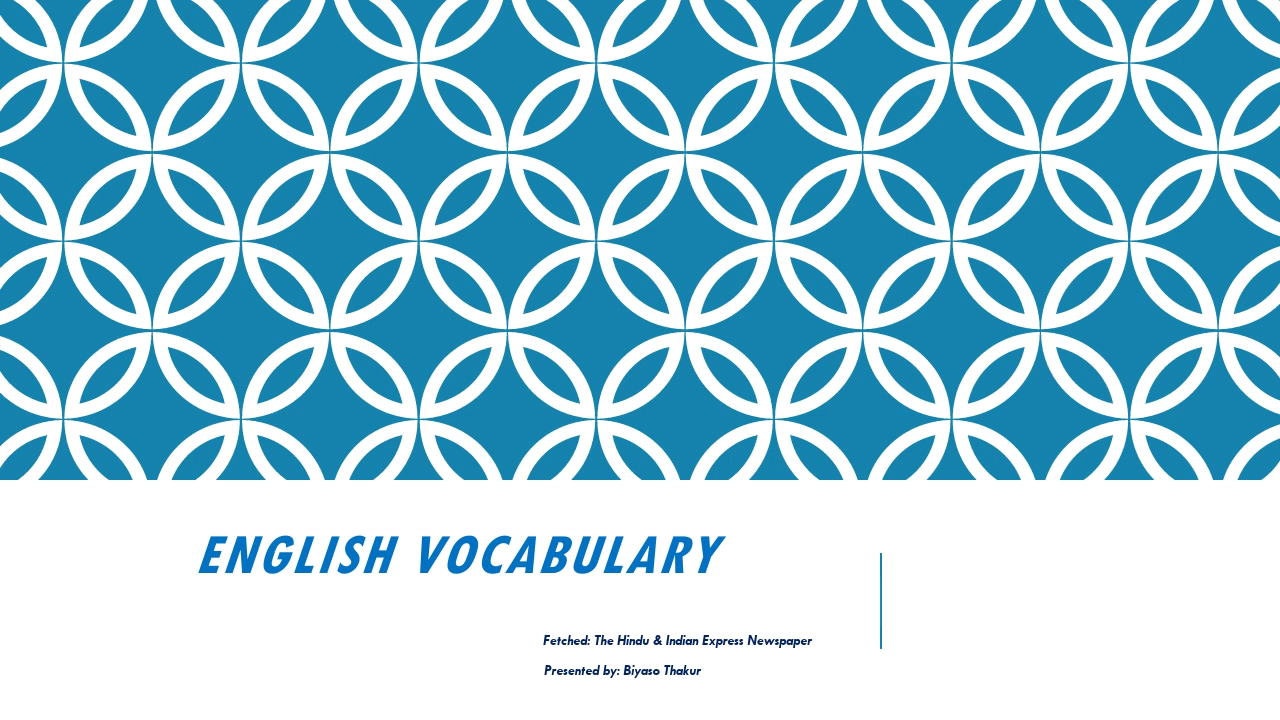 ENGLISH VOCABULARY
Fetched: The Hindu & Indian Express Newspaper
Presented by: Biyaso Thakur